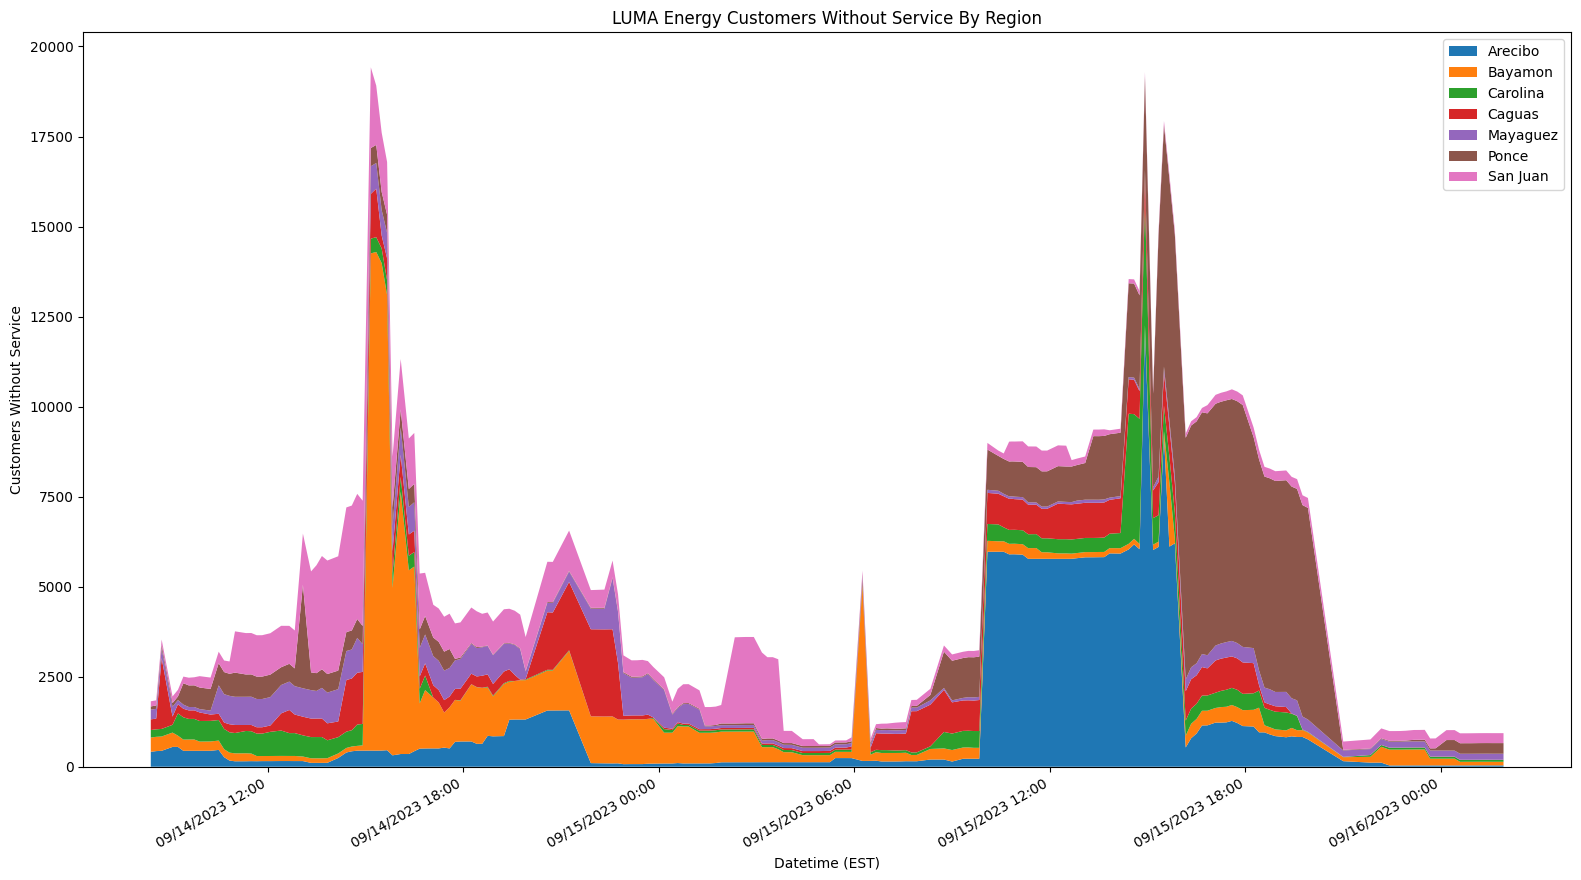 LUMA Energy Customers Without Service By Region
Customers Without Service
20000
17500
15000
12500
10000
7500
5000
2500
0
Arecibo
Bayamon
Carolina
Caguas
Mayaguez
Ponce
San Juan
09/14/2023 12:00
09/14/2023 18:00
09/15/2023 00:00
09/15/2023 06:00
09/15/2023 12:00
09/15/2023 18:00
09/16/2023 00:00
Datetime (EST)